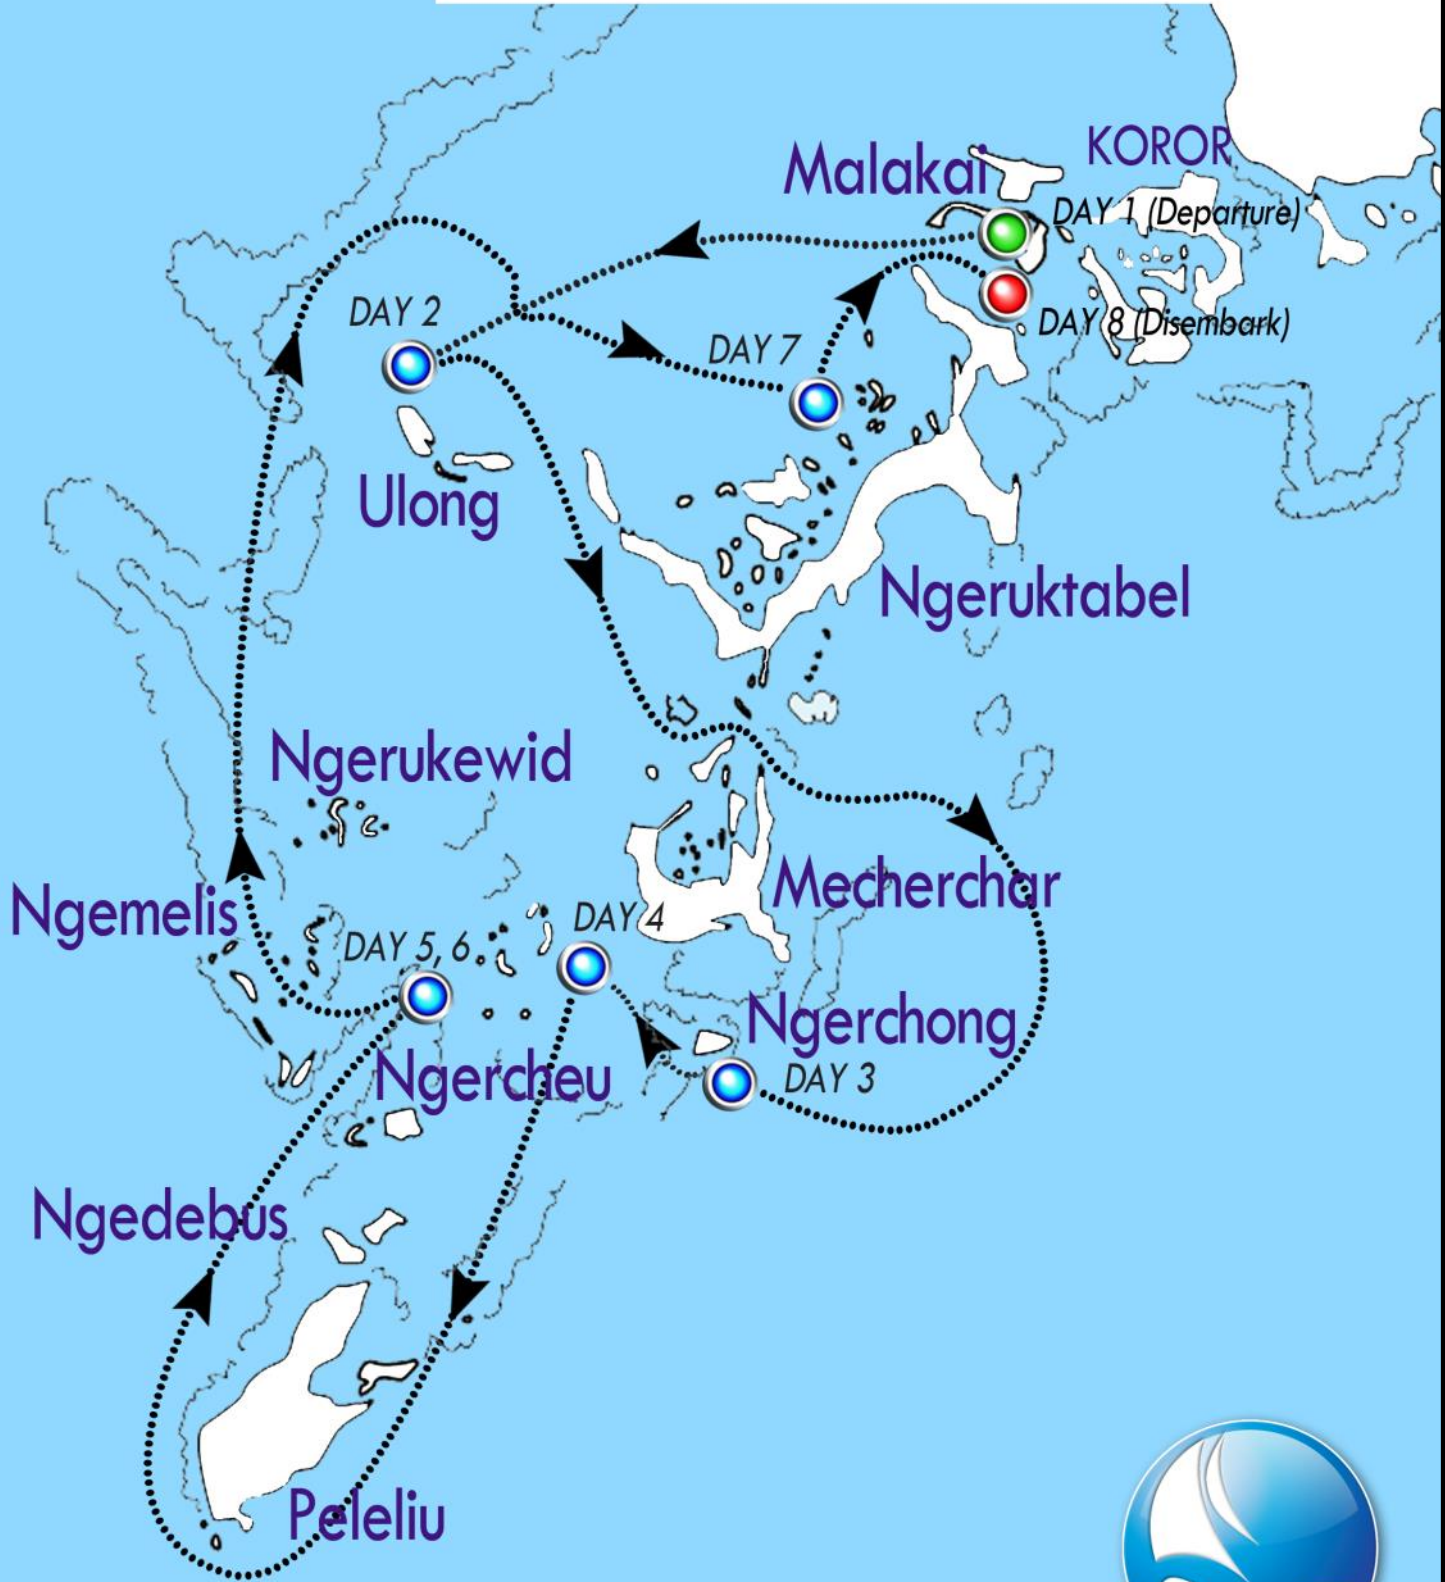 KOROR
Malakai
DAY 1 (Departure)
DAY 2
DAY 8 (Disembark)
DAY 7
Ulong
Ngeruktabel
Ngerukewid
Mecherchar
Ngemelis
DAY 4
DAY 5, 6
Ngerchong
Ngercheu
DAY 3
Ngedebus
Peleliu